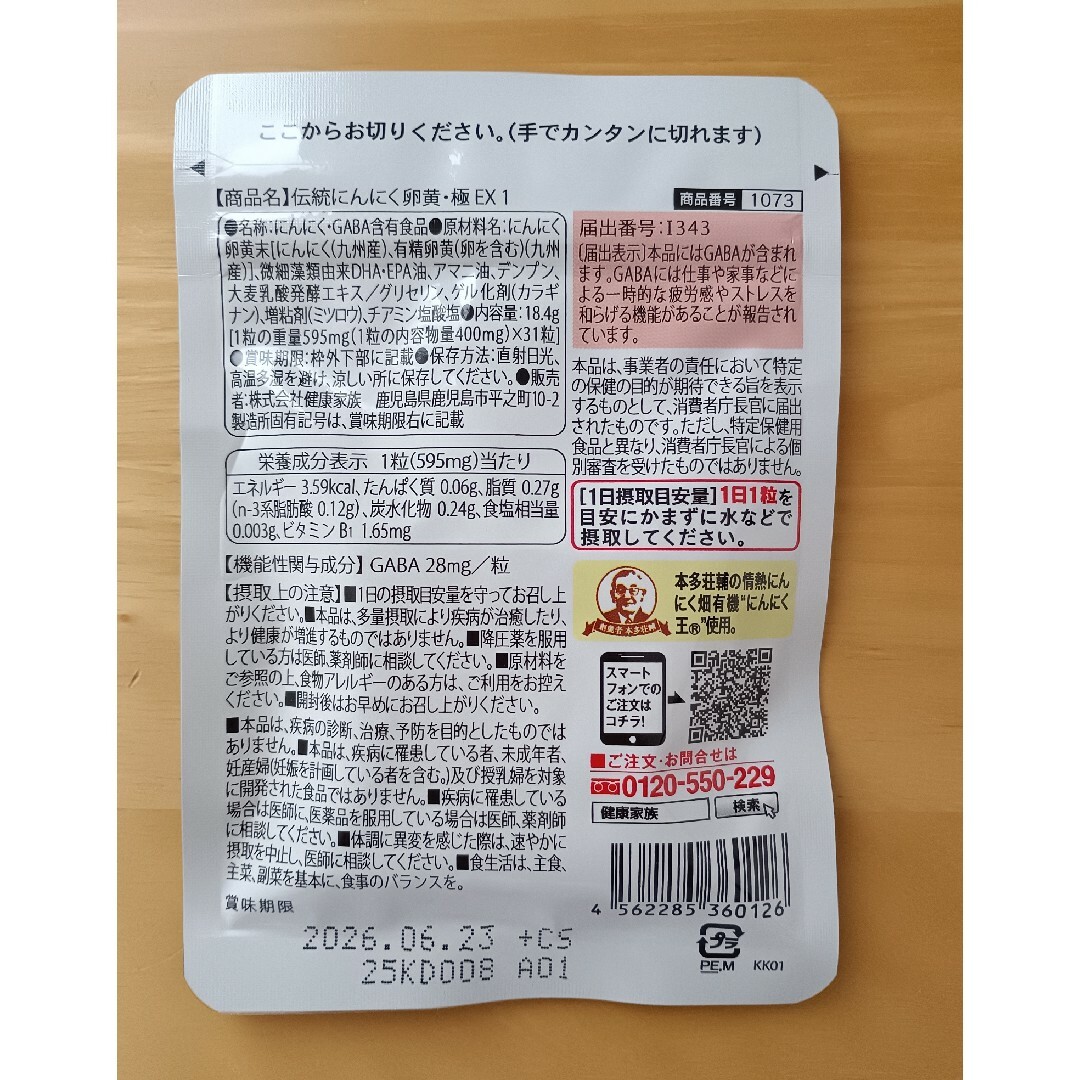 ここからお切りください。(手でカンタンに切れます)
【商品名】伝統にんにく卵黄・極EX1
●名称:にんにく・GABA含有食品●原材料名:にんにく
卵黄末[にんにく(九州産)、有精卵黄(卵を含む)(九州
産)]、微細藻類由来DHA・EPA油、アマニ油、デンプン、
大麦乳酸発酵エキス/グリセリン、ゲル化剤(カラギ
ナン)、増粘剤(ミツロウ)、チアミン塩酸塩●内容量:18.4g
[1粒の重量595mg(1粒の内容物量400mg)×31粒]
●賞味期限:枠外下部に記載●保存方法:直射日光、
高温多湿を避け、涼しい所に保存してください。●販売
者:株式会社健康家族 鹿児島県鹿児島市平之町10-2
製造所固有記号は、賞味期限右に記載
栄養成分表示 1粒(595mg)当たり
エネルギー 3.59kcal、たんぱく質 0.06g、脂質 0.27g
(n-3系脂肪酸 0.12g)、炭水化物 0.24g、食塩相当量
0.003g、ビタミンB1 1.65mg
【機能性関与成分】 GABA 28mg/粒
【摂取上の注意】■1日の摂取目安量を守ってお召し上
がりください。■本品は、多量摂取により疾病が治癒したり、
より健康が増進するものではありません。■降圧薬を服用
している方は医師、薬剤師に相談してください。■原材料を
ご参照の上、食物アレルギーのある方は、ご利用をお控え
ください。■開封後はお早めにお召し上がりください。
■本品は、疾病の診断、治療、予防を目的としたものでは
ありません。■本品は、疾病に罹患している者、未成年者、
妊産婦(妊娠を計画している者を含む。)及び授乳婦を対象
に開発された食品ではありません。■疾病に罹患している
場合は医師に、医薬品を服用している場合は医師、薬剤師
に相談してください。■体調に異変を感じた際は、速やかに
摂取を中止し、医師に相談してください。■食生活は、主食、
主菜、副菜を基本に、食事のバランスを。
賞味期限
2026.06.23 +CS
25KD008 A01
商品番号 1073
届出番号:I343
[届出表示]本品にはGABAが含まれ
ます。GABAには仕事や家事などに
よる一時的な疲労感やストレスを
和らげる機能があることが報告され
ています。
本品は、事業者の責任において特定
の保健の目的が期待できる旨を表示
するものとして、消費者庁長官に届出
されたものです。ただし、特定保健用
食品と異なり、消費者庁長官による個
別審査を受けたものではありません。
[1日摂取目安量]1日1粒を
目安にかまずに水などで
摂取してください。
創業者 本多荘輔
本多荘輔の情熱にん
にく畑有機"にんにく
王®"使用。
スマート
フォンでの
ご注文は
コチラ!
■ご注文・お問合せは
0120-550-229
健康家族 検索
4 562285 360126
プラ
PE.M KK01